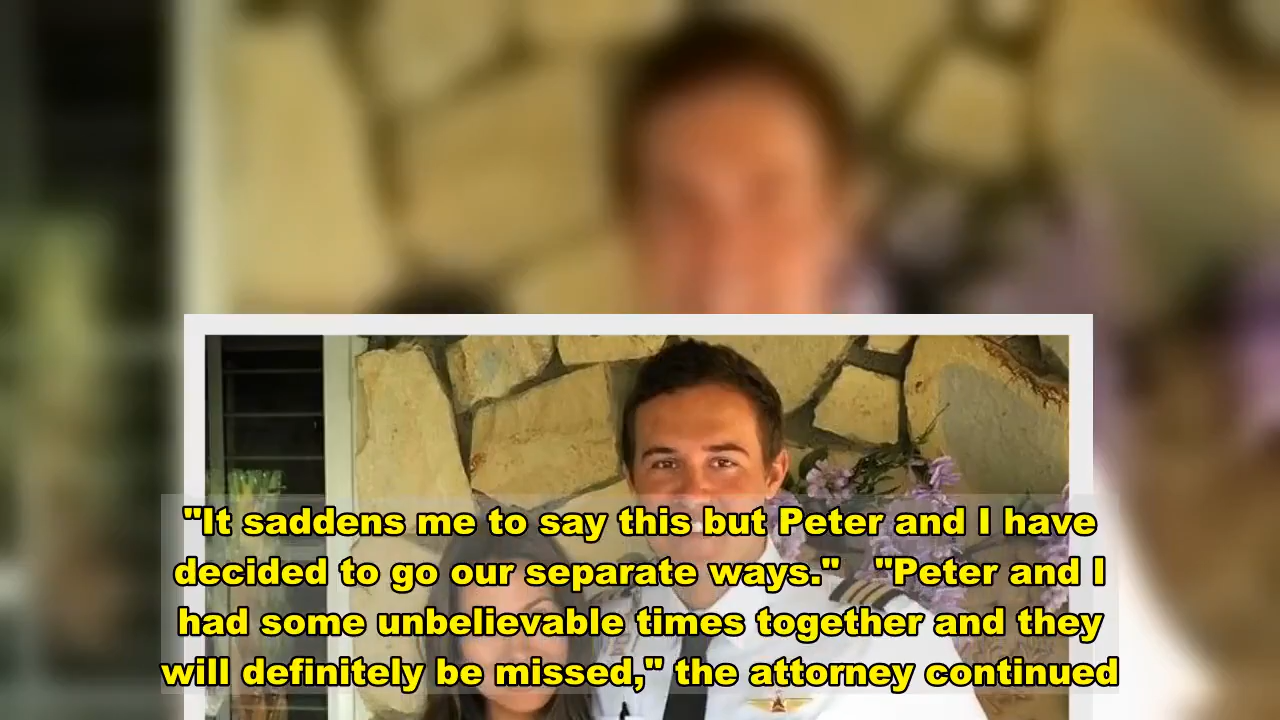 "It saddens me to say this but Peter and I have
decided to go our separate ways."   "Peter and I
had some unbelievable times together and they
will definitely be missed," the attorney continued